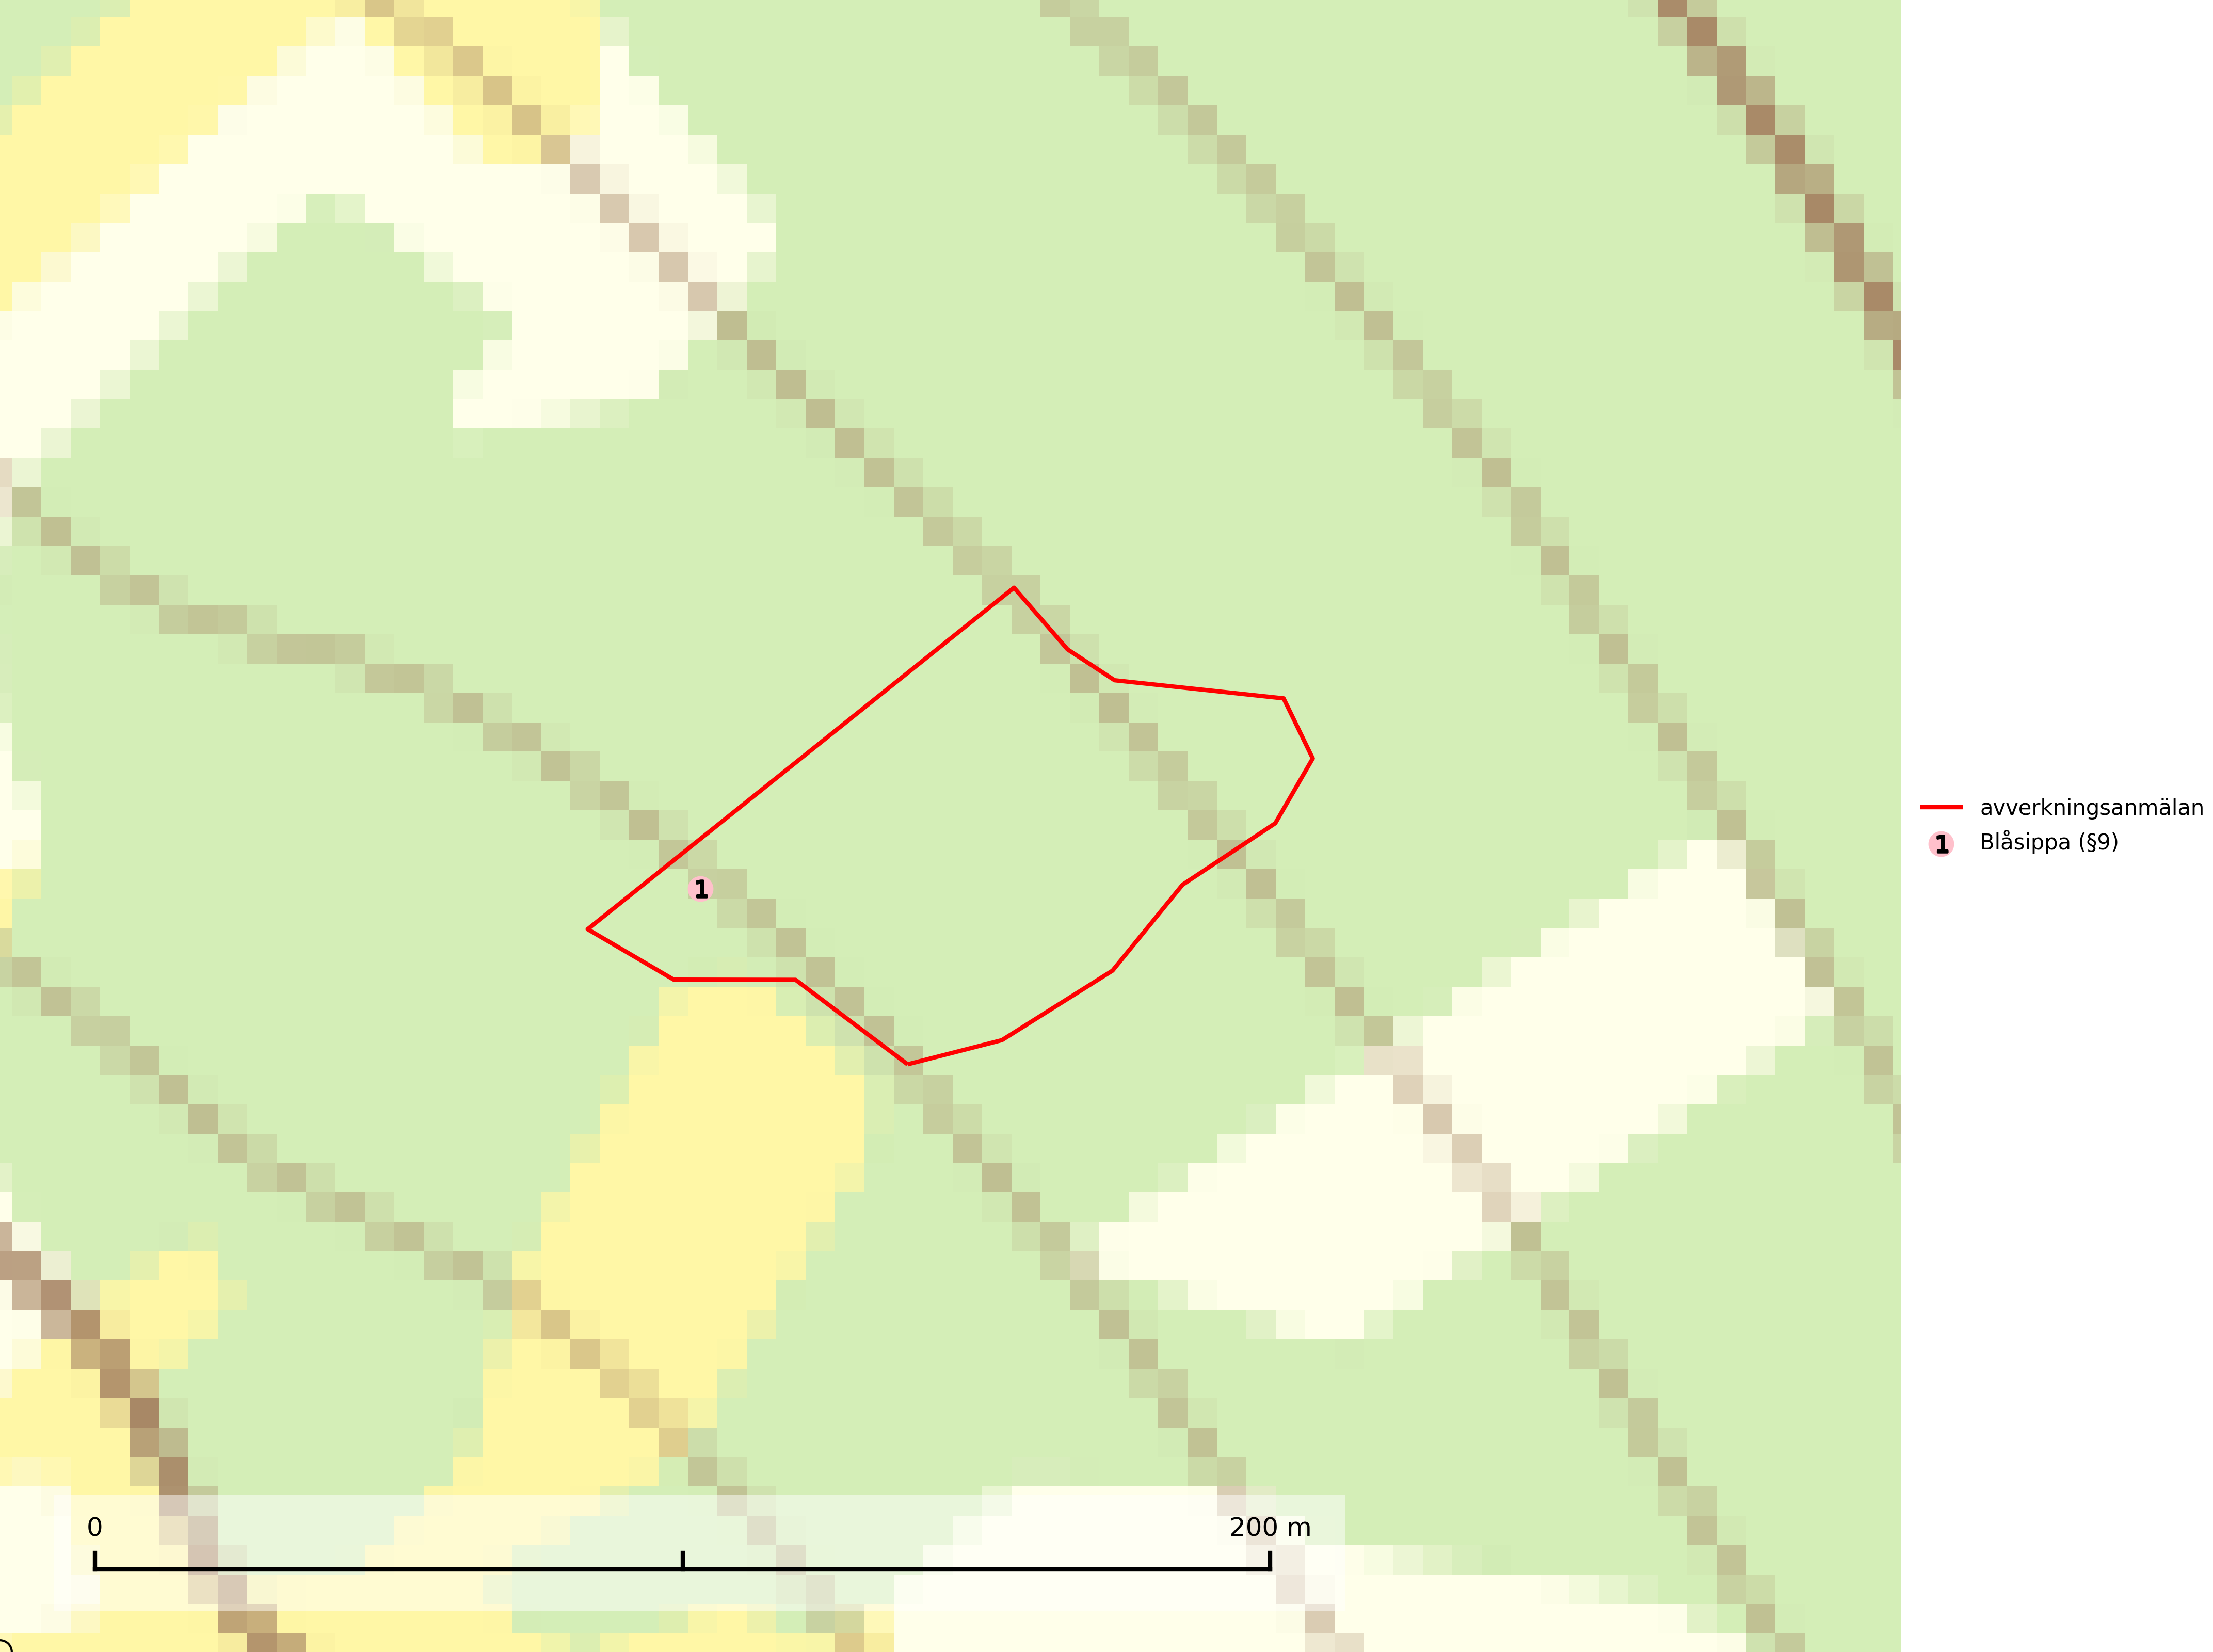 1
avverkningsanmälan
1 Blåsippa (§9)
0 200 m